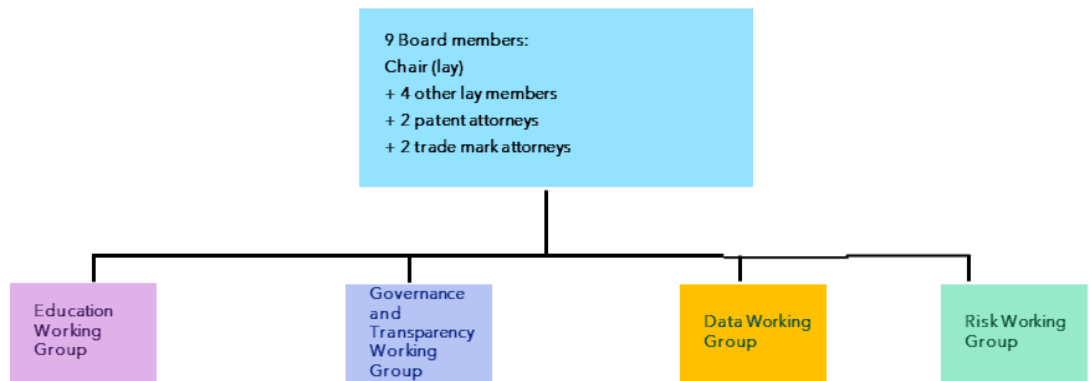 9 Board members:
Chair (lay)
+ 4 other lay members
+ 2 patent attorneys
+ 2 trade mark attorneys
Education
Working
Group
Governance
and
Transparency
Working
Group
Data Working
Group
Risk Working
Group